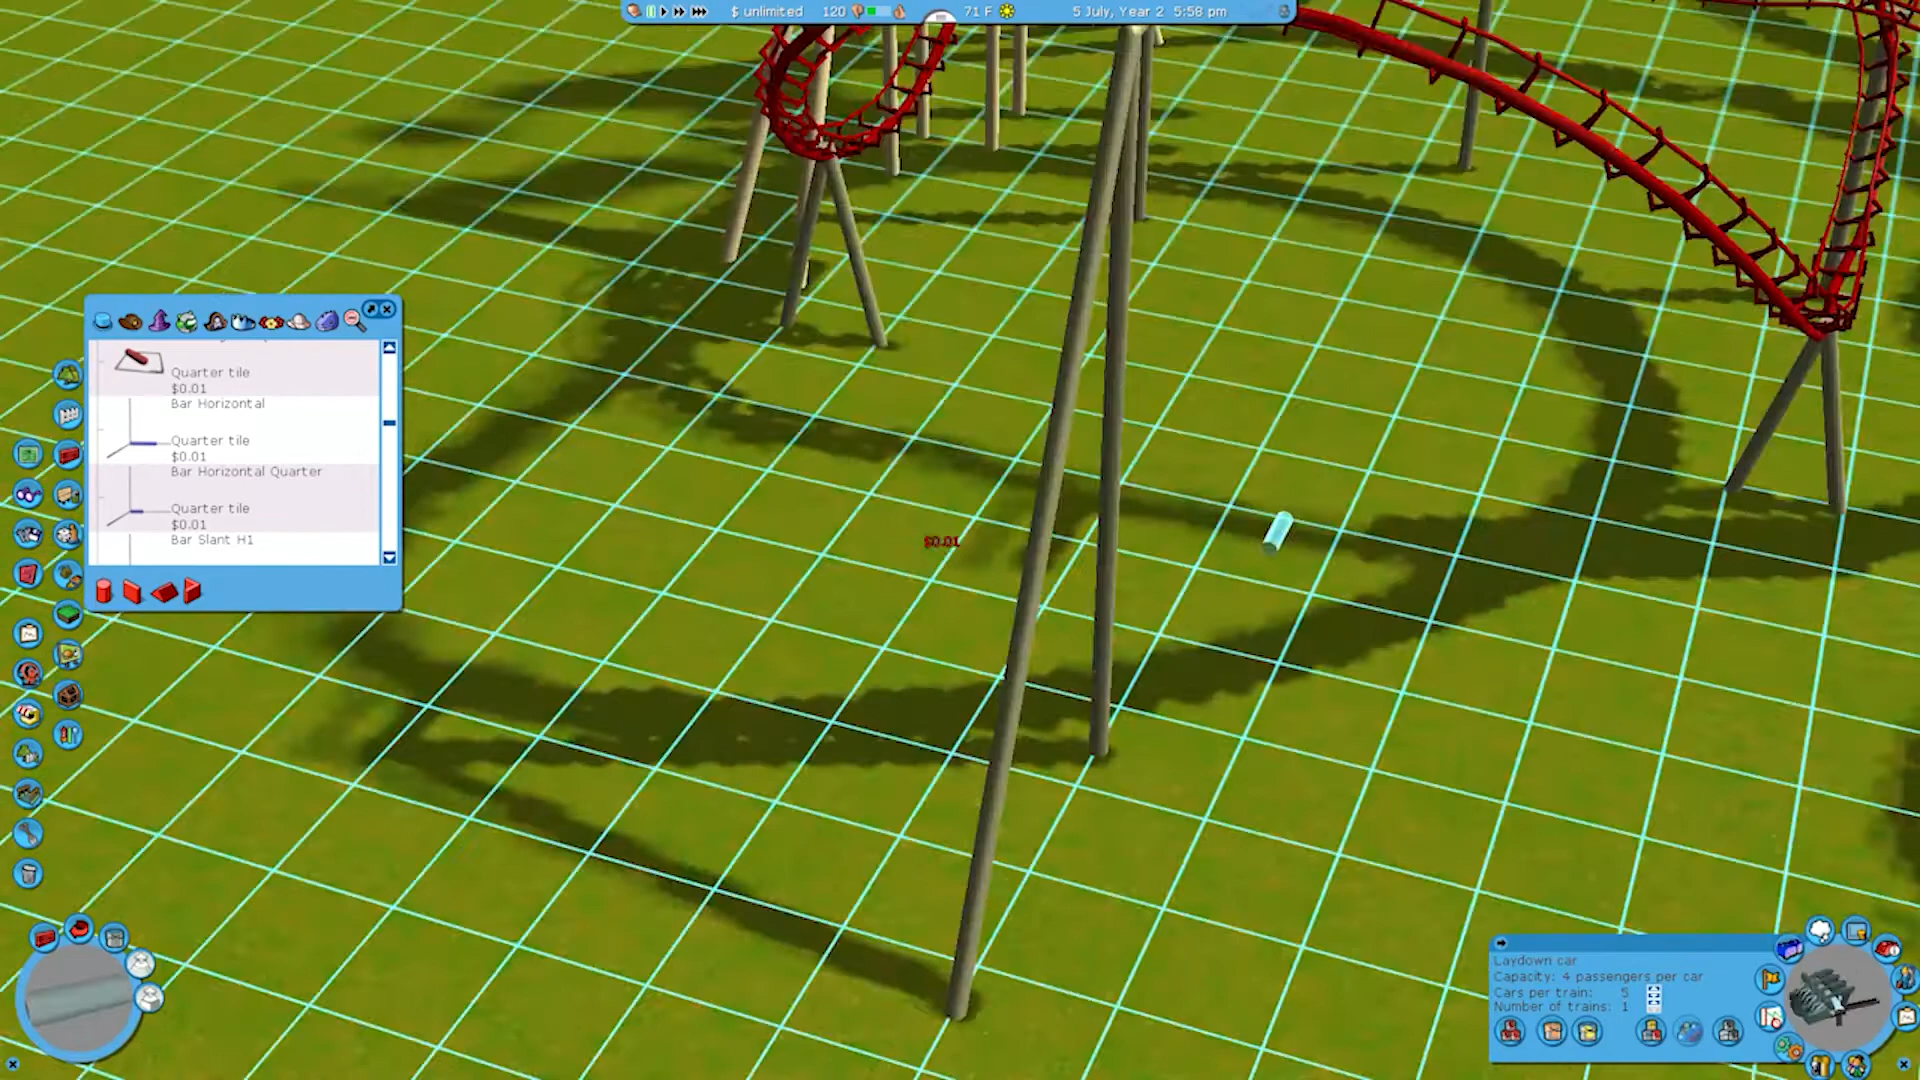 $ unlimited 120 71 F 5 July, Year 2 5:58 pm
Quarter tile
$0.01
Bar Horizontal
Quarter tile
$0.01
Bar Horizontal Quarter
Quarter tile
$0.01
Bar Slant H1
$0.01
Laydown car
Capacity: 4 passengers per car
Cars per train: 5
Number of trains: 1